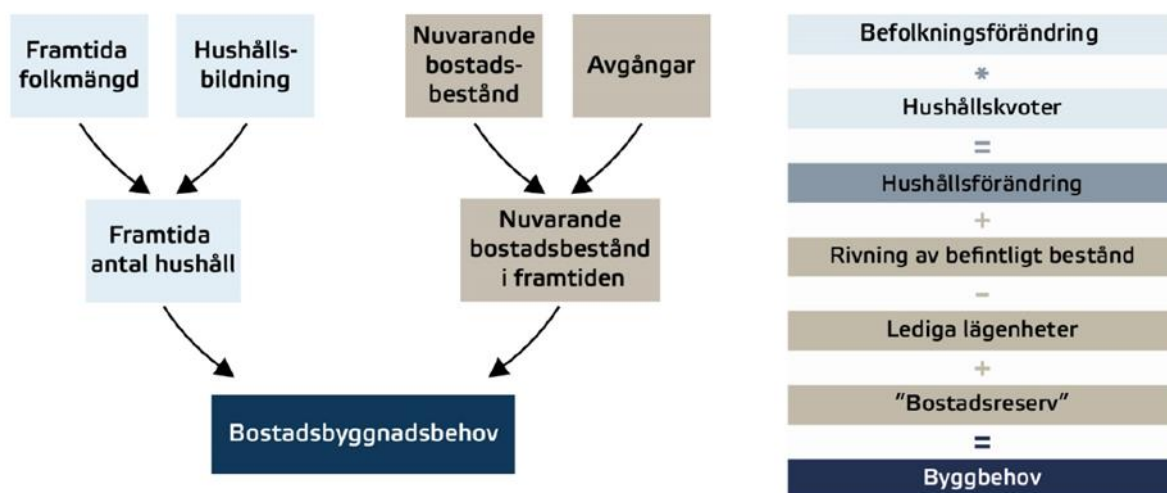 Framtida
folkmängd
Hushålls-
bildning
Nuvarande
bostads-
bestånd
Avgångar
Framtida
antal hushåll
Nuvarande
bostadsbestånd
i framtiden
Bostadsbyggnadsbehov
Befolkningsförändring
*
Hushållskvoter
=
Hushållsförändring
+
Rivning av befintligt bestånd
-
Lediga lägenheter
+
"Bostadsreserv"
=
Byggbehov